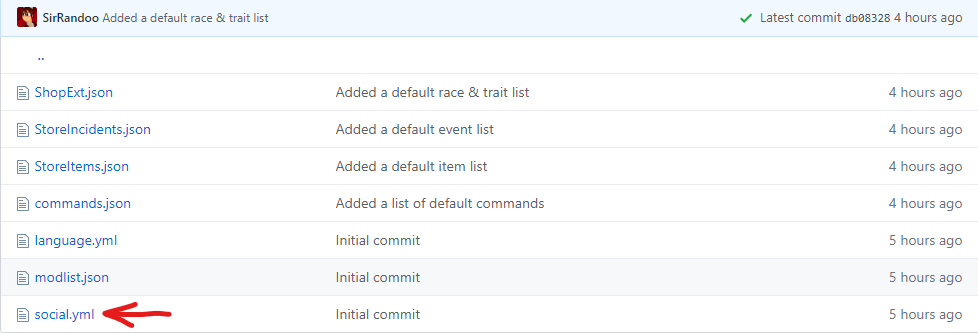 SirRandoo Added a default race & trait list Latest commit db08328 4 hours ago
..
ShopExt.json Added a default race & trait list 4 hours ago
StoreIncidents.json Added a default event list 4 hours ago
StoreItems.json Added a default item list 4 hours ago
commands.json Added a list of default commands 4 hours ago
language.yml Initial commit 5 hours ago
modlist.json Initial commit 5 hours ago
social.yml Initial commit 5 hours ago